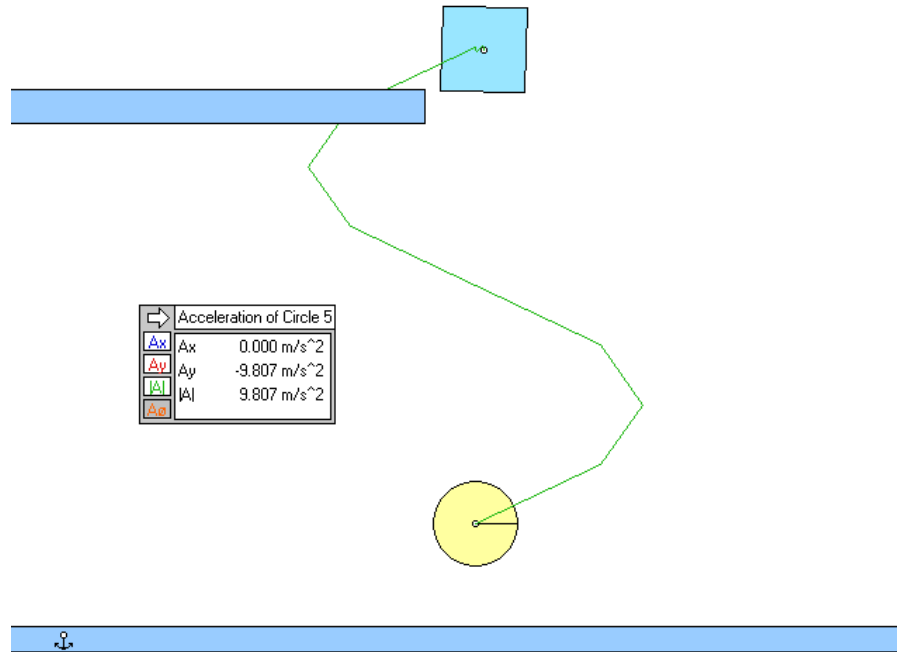 Acceleration of Circle 5
Ax Ax 0.000 m/s^2
Ay Ay -9.807 m/s^2
|A| |A| 9.807 m/s^2
Aø